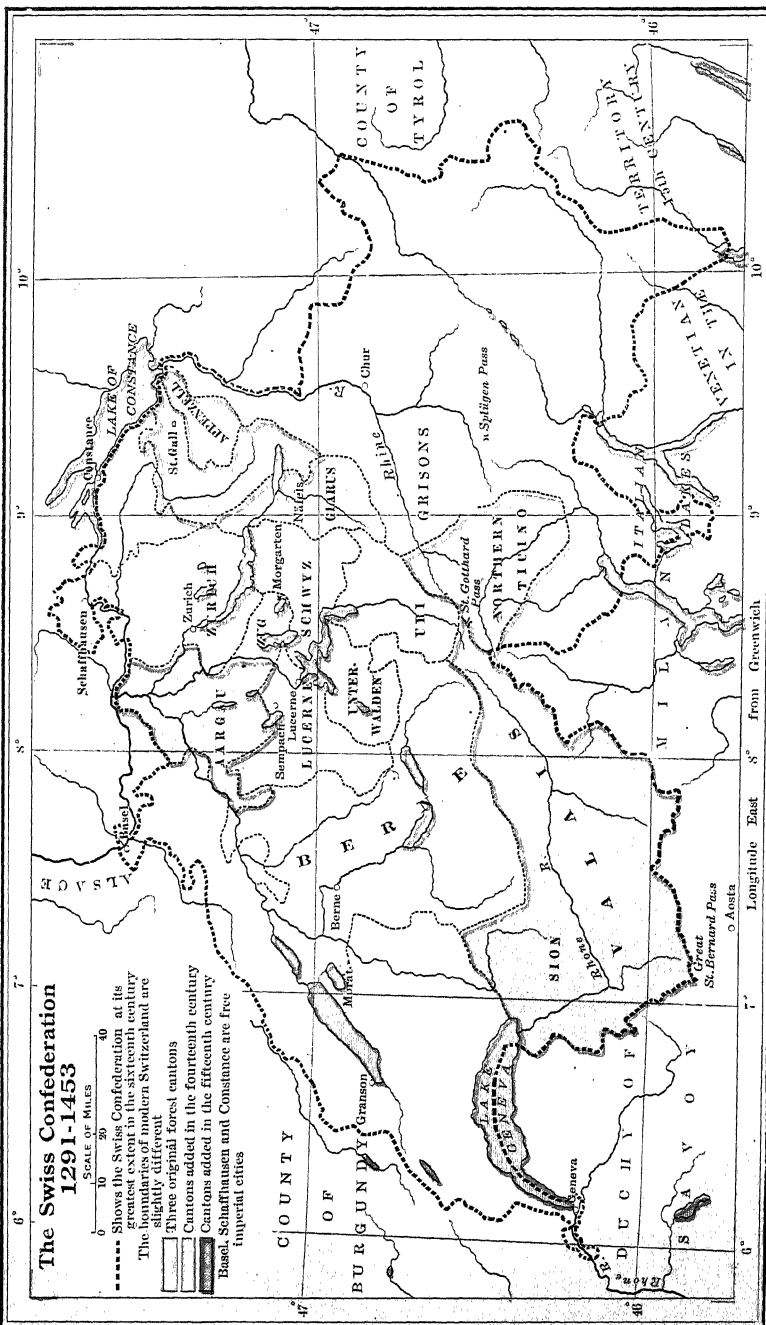 The Swiss Confederation
1291-1453
SCALE OF MILES
0 10 20 40
Shows the Swiss Confederation at its
greatest extent in the sixteenth century
The boundaries of modern Switzerland are
slightly different
Three original forest cantons
Cantons added in the fourteenth century
Cantons added in the fifteenth century
Basel, Schaffhausen and Constance are free
imperial cities
6°
7°
8°
9°
10°
47
46
ALSACE
Basel
Schaffhausen
Constance
LAKE OF
CONSTANCE
St. Gall
APPENZELL
Zurich
ZURICH
AARGAU
ZUG
Morgarten
Näfels
GLARUS
SCHWYZ
Sempach
Lucerne
LUCERNE
UNTER-
WALDEN
URI
Chur
Rhine
R
GRISONS
Splügen Pass
St. Gotthard
Pass
NORTHERN
TICINO
COUNTY
OF
TYROL
BERNE
Berne
Morat
Granson
COUNTY
OF
BURGUNDY
LAKE
GENEVA
Geneva
SION
Rhone R.
VALAIS
Great
St. Bernard Pass
Aosta
DUCHY OF
SAVOY
Rhone R.
MILAN
ITALIAN
LAKES
VENETIAN
TERRITORY
IN THE
15th CENTURY
47
46
6°
7°
8°
10°
Longitude East from Greenwich